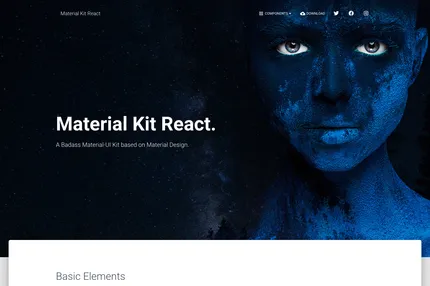 Material Kit React
COMPONENTS
DOWNLOAD
Material Kit React.
A Badass Material-UI Kit based on Material Design.
Basic Elements